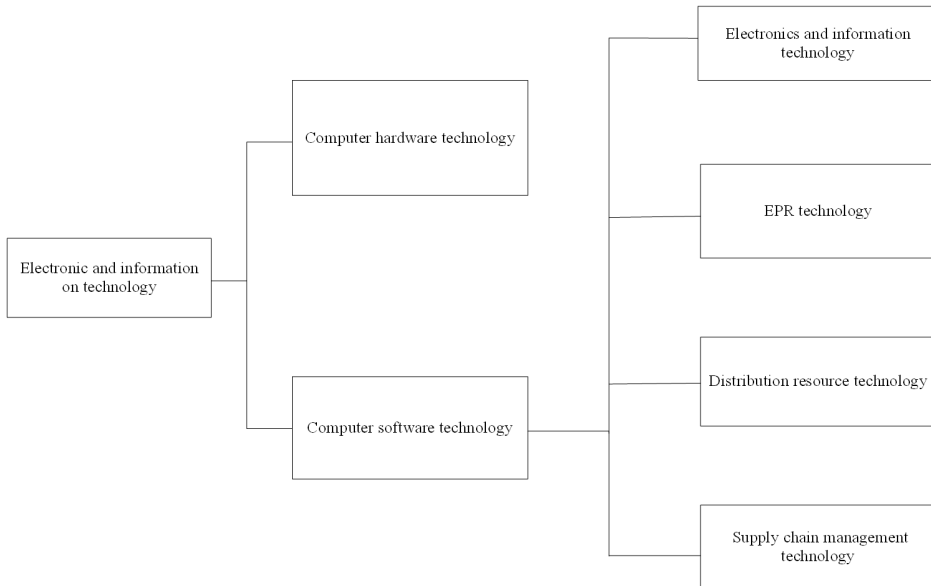 Electronics and information
technology
Computer hardware technology
EPR technology
Electronic and information
on technology
Distribution resource technology
Computer software technology
Supply chain management
technology